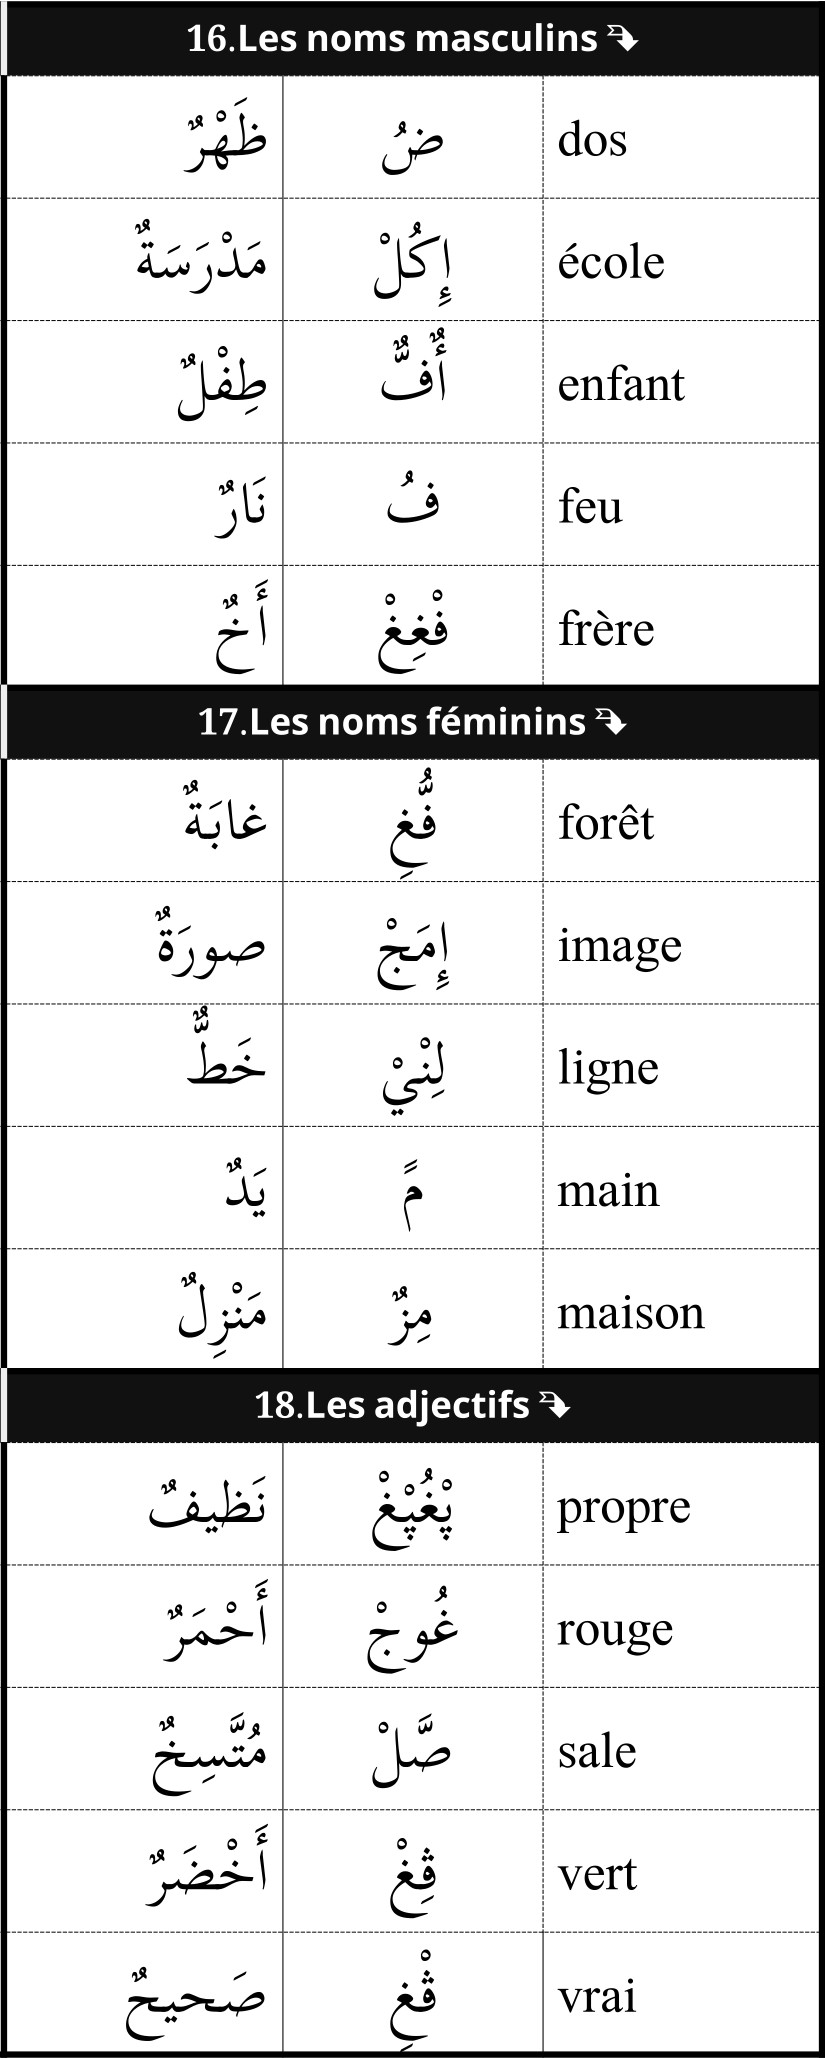 16.Les noms masculins
ظَهْرٌ ضُ dos
مَدْرَسَةٌ إِكُلْ école
طِفْلٌ أٌفٌّ enfant
نَارٌ فُ feu
أَخٌ فْغِغْ frère
17.Les noms féminins
غابَةٌ فُّغِ forêt
صورَةٌ إِمَجْ image
خَطٌّ لِنْيْ ligne
يَدٌ مً main
مَنْزِلٌ مِزٌ maison
18.Les adjectifs
نَظيفٌ پْغُپْغْ propre
أَحْمَرٌ غُوجْ rouge
مُتَّسِخٌ صَّلْ sale
أَخْضَرٌ ڤِغْ vert
صَحيحٌ ڤْغِ vrai